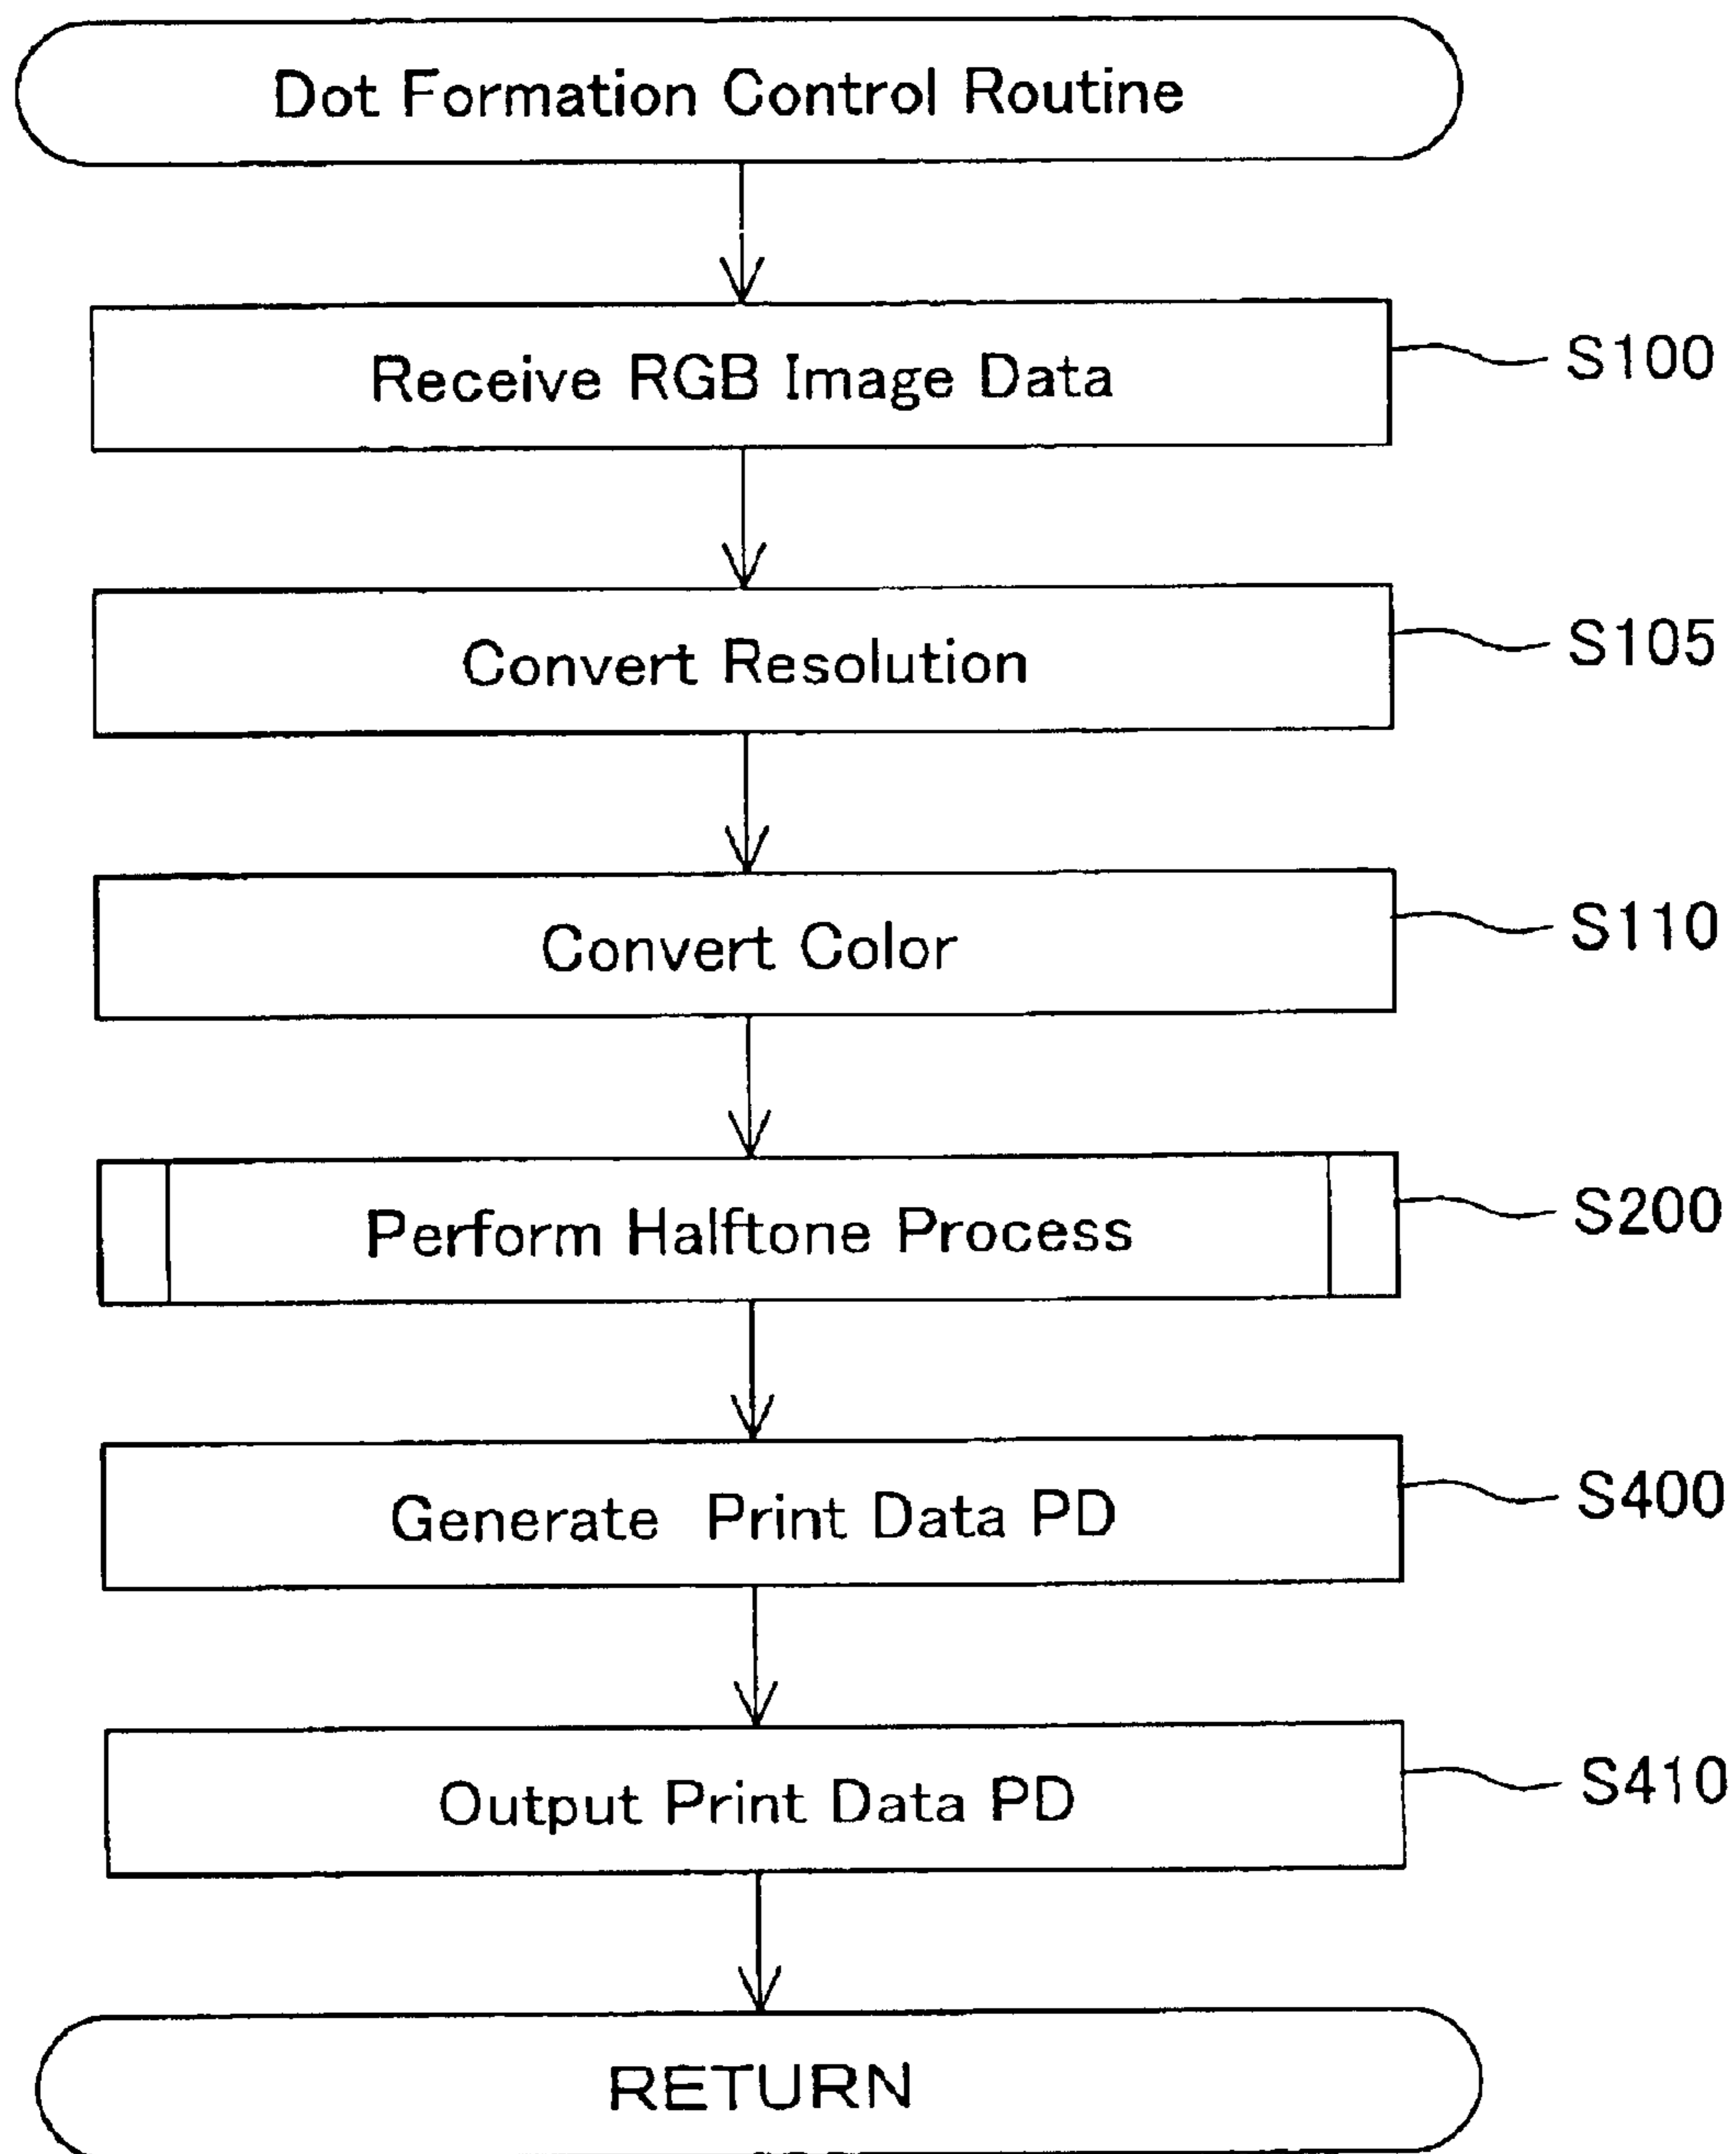 Dot Formation Control Routine
Receive RGB Image Data
S100
Convert Resolution
S105
Convert Color
S110
Perform Halftone Process
S200
Generate Print Data PD
S400
Output Print Data PD
S410
RETURN